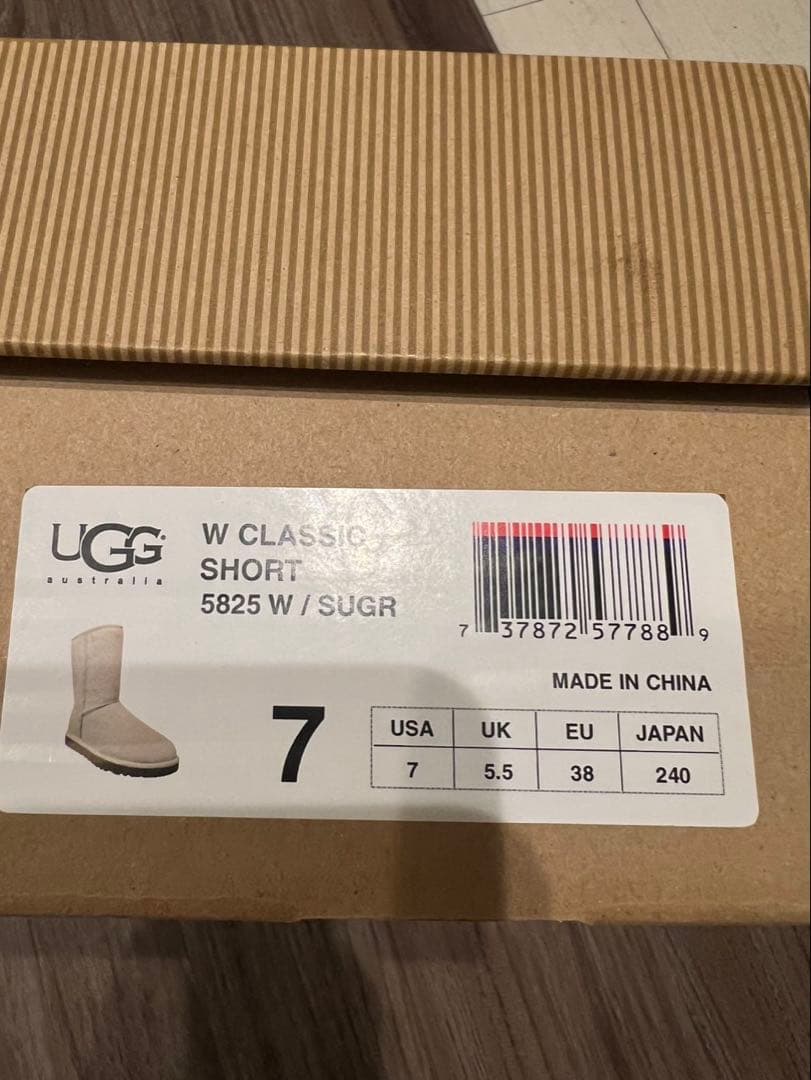 UGG
australia
W CLASSIC
SHORT
5825 W / SUGR
7 37872 57788 9
MADE IN CHINA
7
USA UK EU JAPAN
7 5.5 38 240